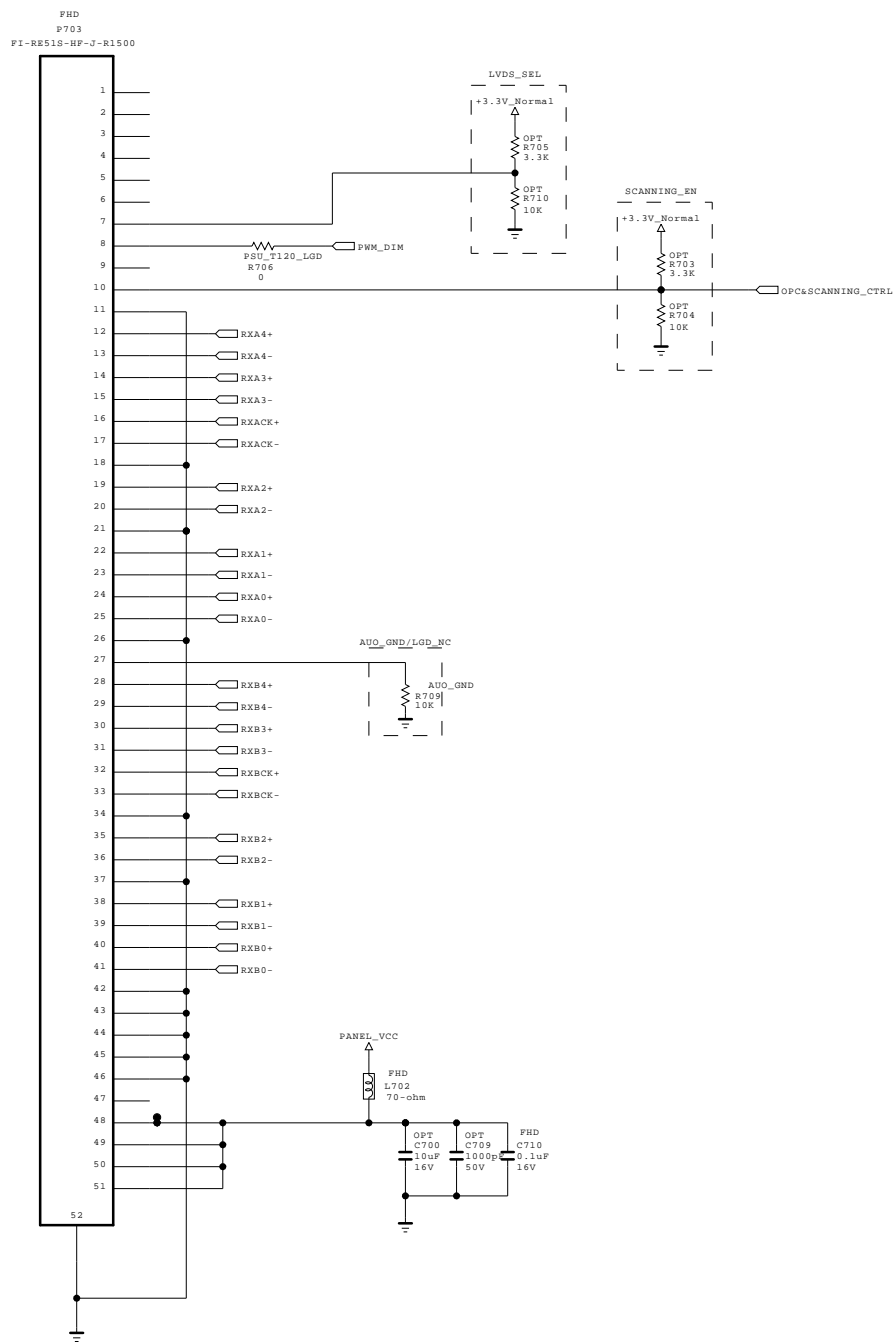 FHD
P703
FI-RE51S-HF-J-R1500
LVDS_SEL
+3.3V_Normal
OPT
R705
3.3K
OPT
R710
10K
SCANNING_EN
+3.3V_Normal
OPT
R703
3.3K
OPT
R704
10K
OPC&SCANNING_CTRL
1
2
3
4
5
6
7
8
PWM_DIM
PSU_T120_LGD
R706
0
9
10
11
12 RXA4+
13 RXA4-
14 RXA3+
15 RXA3-
16 RXACK+
17 RXACK-
18
19 RXA2+
20 RXA2-
21
22 RXA1+
23 RXA1-
24 RXA0+
25 RXA0-
26
27
AUO_GND/LGD_NC
AUO_GND
R709
10K
28 RXB4+
29 RXB4-
30 RXB3+
31 RXB3-
32 RXBCK+
33 RXBCK-
34
35 RXB2+
36 RXB2-
37
38 RXB1+
39 RXB1-
40 RXB0+
41 RXB0-
42
43
44
45
46
47
48
49
50
51
52
PANEL_VCC
FHD
L702
70-ohm
OPT
C700
10uF
16V
OPT
C709
1000pF
50V
FHD
C710
0.1uF
16V